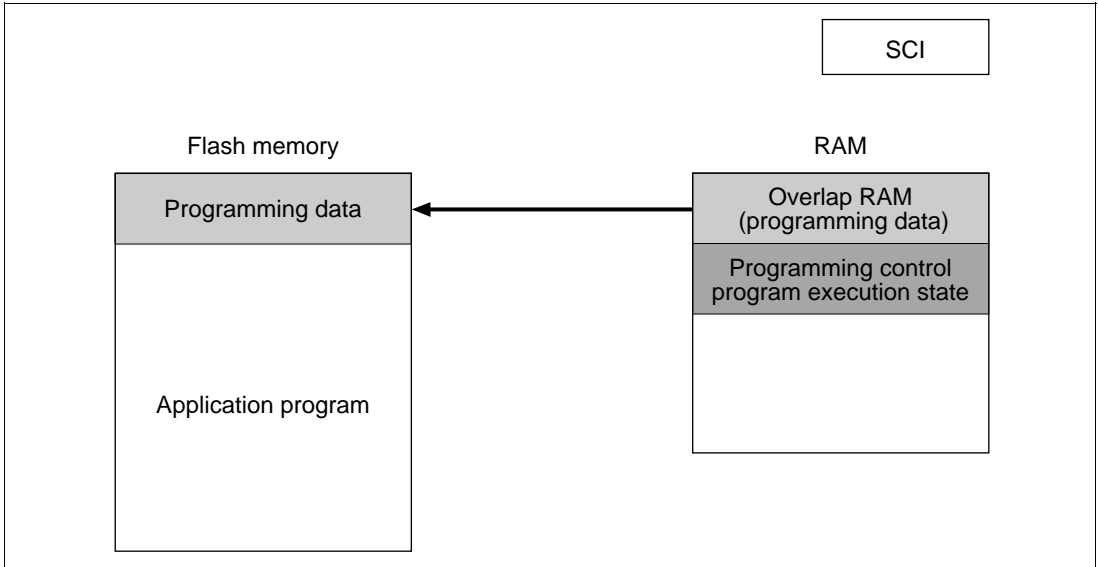 SCI
Flash memory
RAM
Programming data
Overlap RAM
(programming data)
Programming control
program execution state
Application program